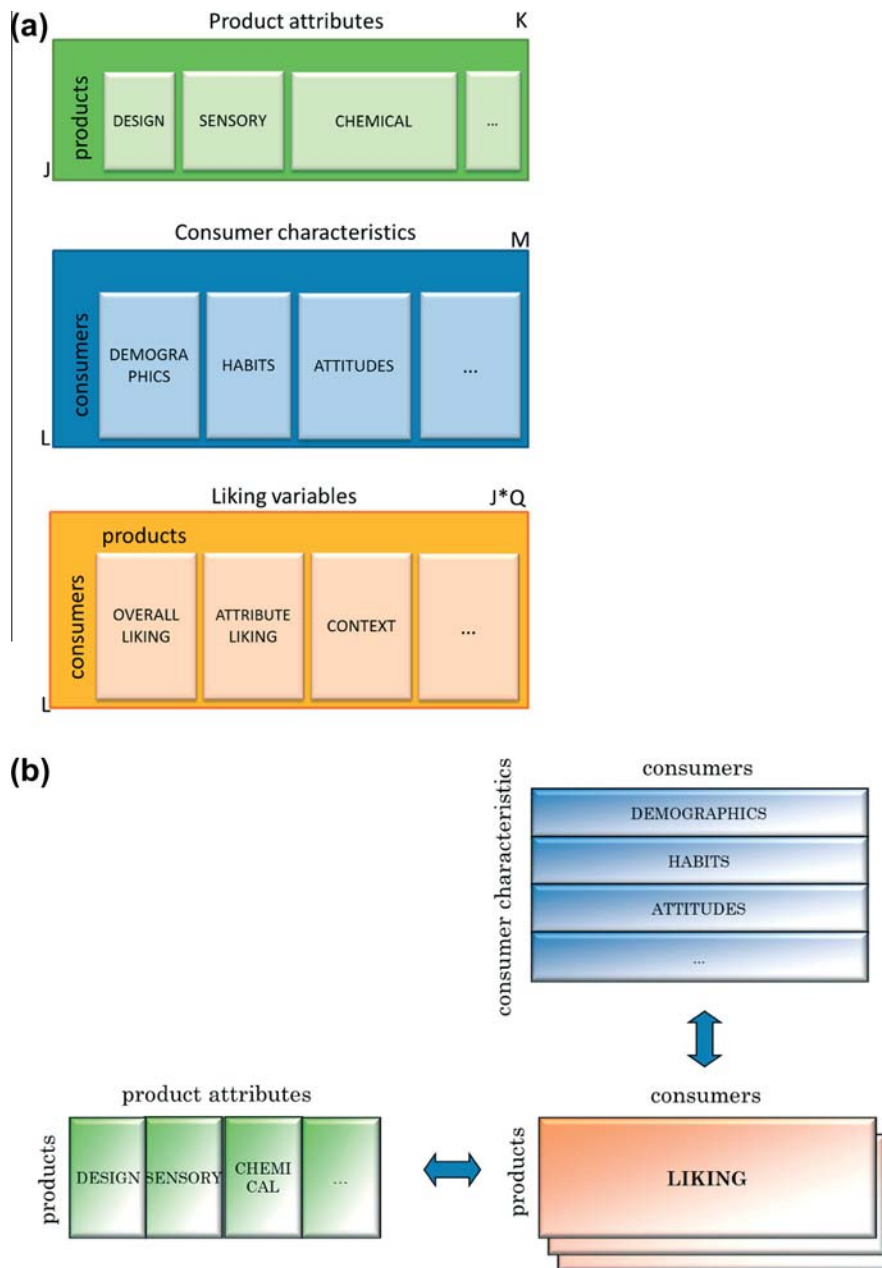 (a)
Product attributes
K
products
DESIGN
SENSORY
CHEMICAL
...
J
Consumer characteristics
M
consumers
DEMOGRA
PHICS
HABITS
ATTITUDES
...
L
Liking variables
J*Q
products
consumers
OVERALL
LIKING
ATTRIBUTE
LIKING
CONTEXT
...
L
(b)
consumers
consumer characteristics
DEMOGRAPHICS
HABITS
ATTITUDES
...
product attributes
products
DESIGN
SENSORY
CHEMI
CAL
...
consumers
products
LIKING